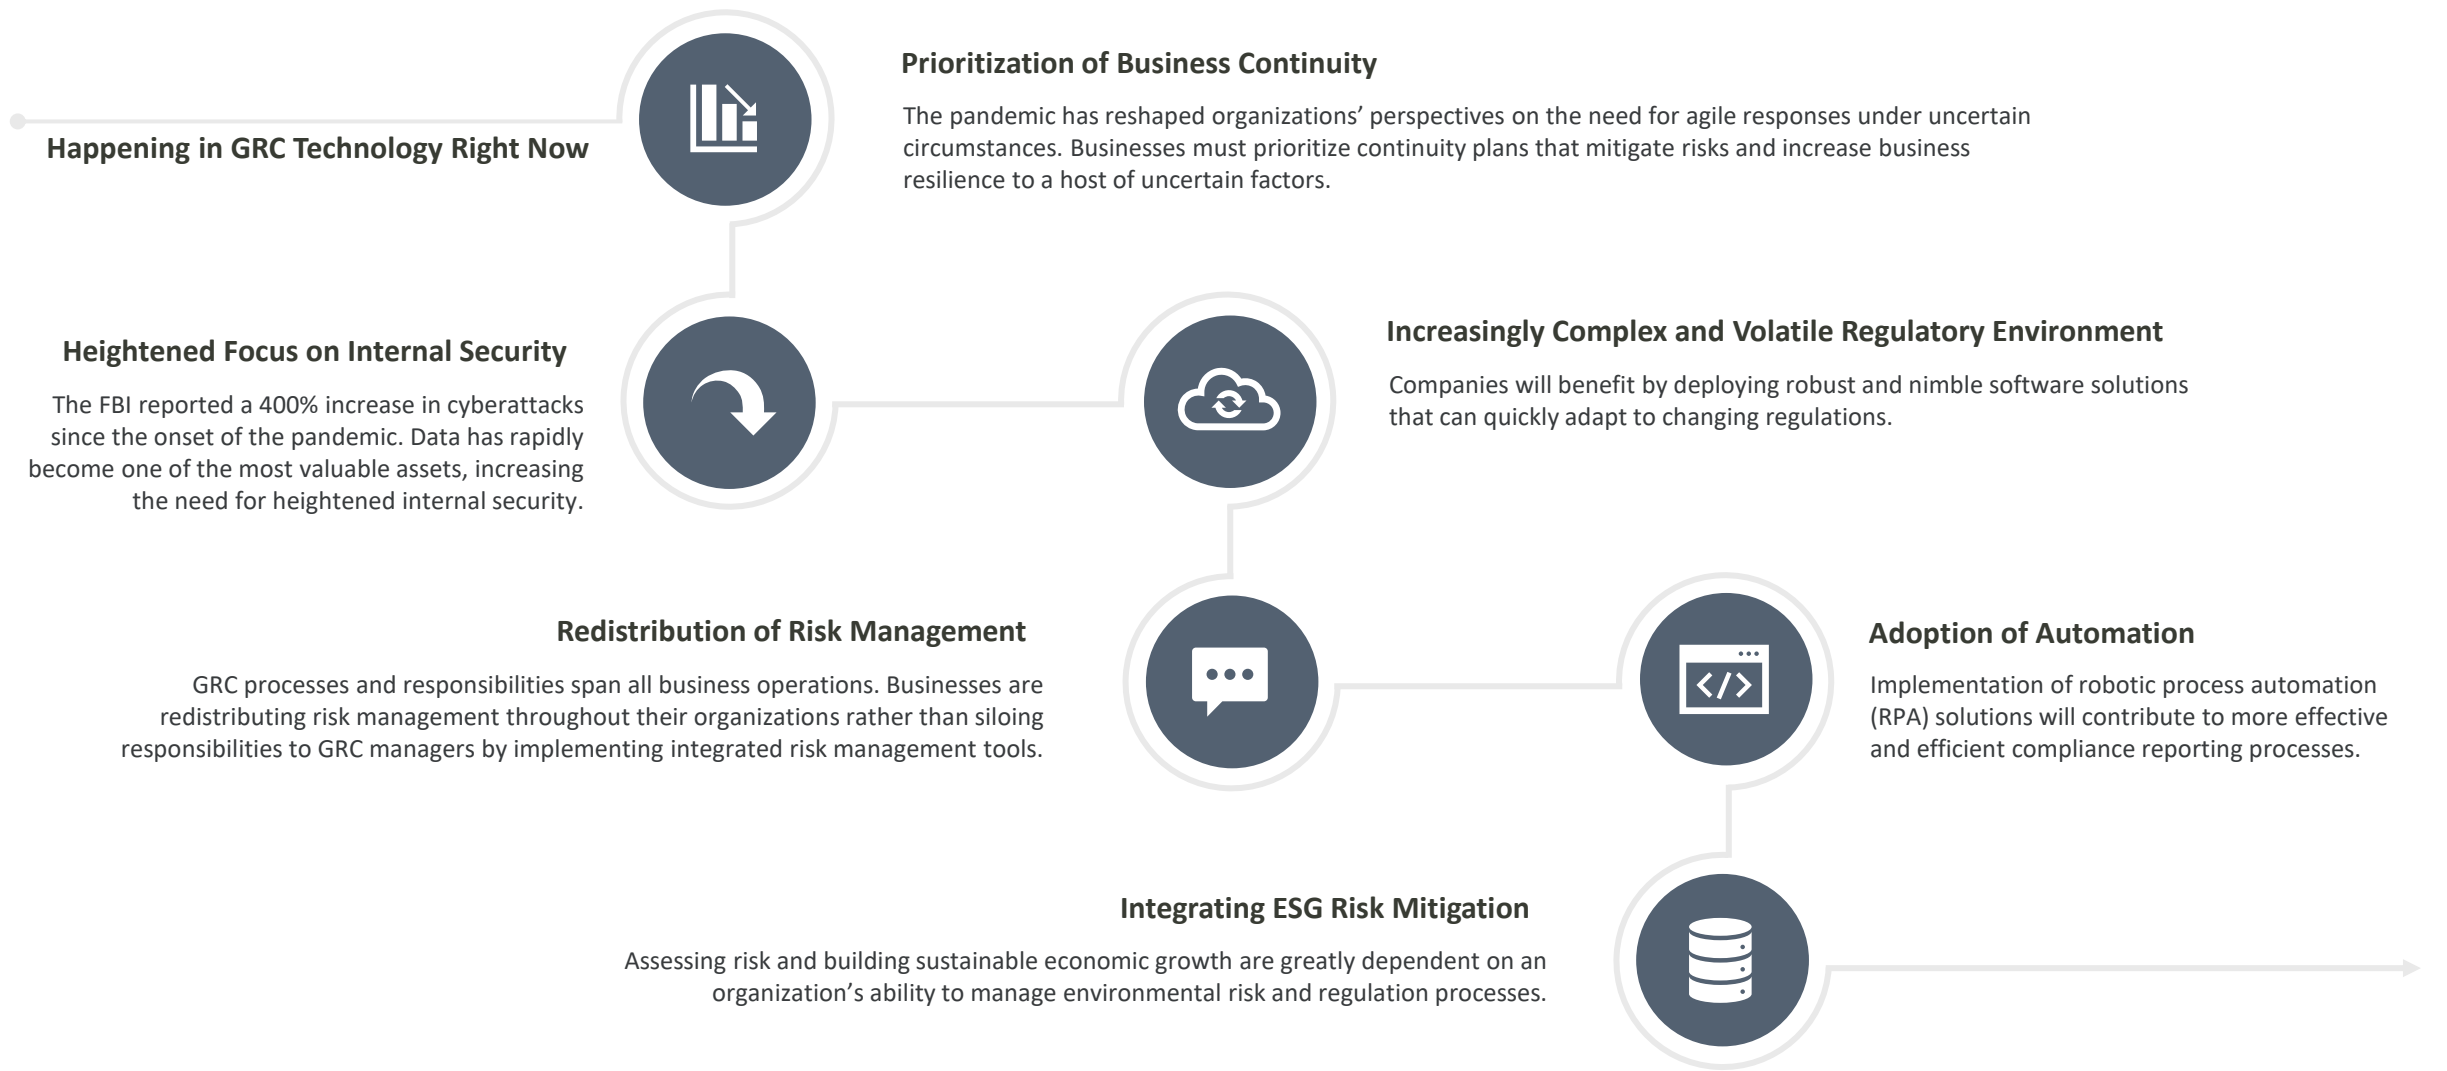 Happening in GRC Technology Right Now
Prioritization of Business Continuity
The pandemic has reshaped organizations’ perspectives on the need for agile responses under uncertain
circumstances. Businesses must prioritize continuity plans that mitigate risks and increase business
resilience to a host of uncertain factors.
Heightened Focus on Internal Security
The FBI reported a 400% increase in cyberattacks
since the onset of the pandemic. Data has rapidly
become one of the most valuable assets, increasing
the need for heightened internal security.
Increasingly Complex and Volatile Regulatory Environment
Companies will benefit by deploying robust and nimble software solutions
that can quickly adapt to changing regulations.
Redistribution of Risk Management
GRC processes and responsibilities span all business operations. Businesses are
redistributing risk management throughout their organizations rather than siloing
responsibilities to GRC managers by implementing integrated risk management tools.
Adoption of Automation
Implementation of robotic process automation
(RPA) solutions will contribute to more effective
and efficient compliance reporting processes.
Integrating ESG Risk Mitigation
Assessing risk and building sustainable economic growth are greatly dependent on an
organization’s ability to manage environmental risk and regulation processes.